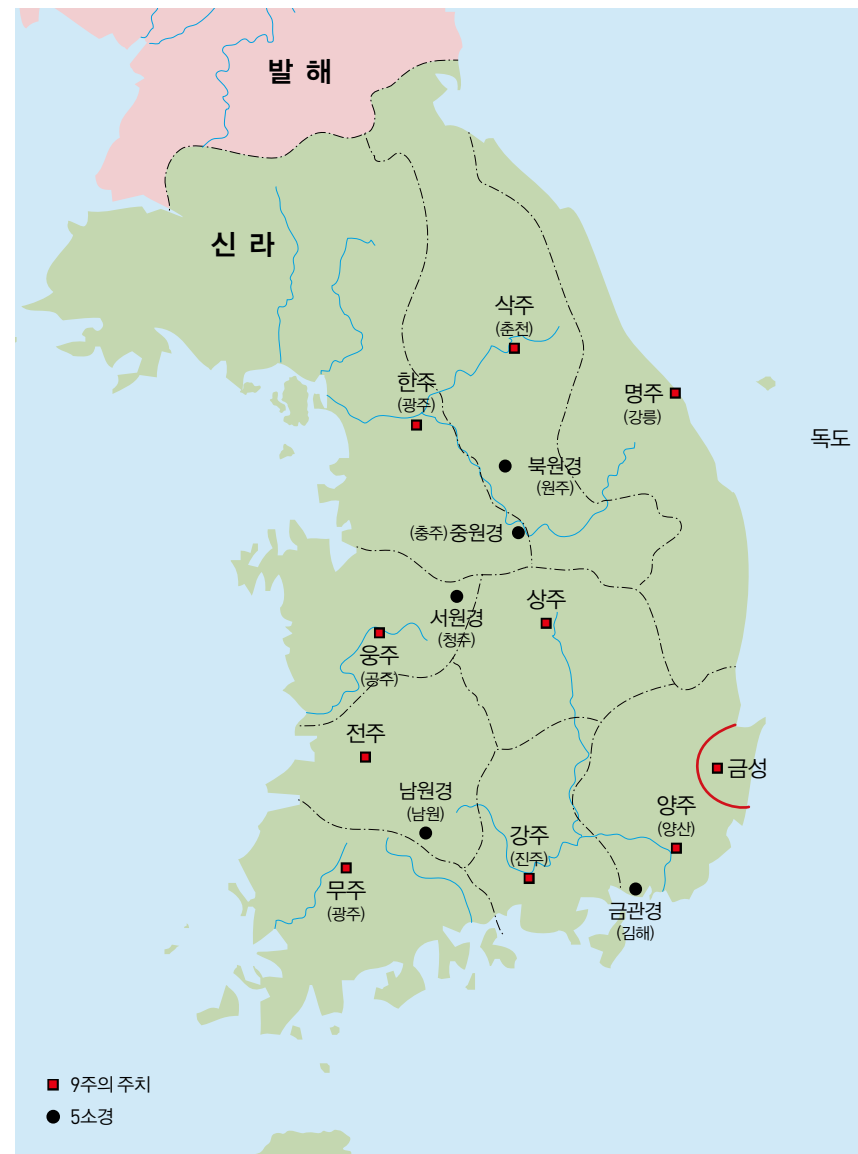 발 해
신 라
삭주
(춘천)
한주
(광주)
명주
(강릉)
독도
북원경
(원주)
(충주) 중원경
서원경
(청주)
상주
웅주
(공주)
전주
금성
남원경
(남원)
양주
(양산)
강주
(진주)
무주
(광주)
금관경
(김해)
9주의 주치
5소경